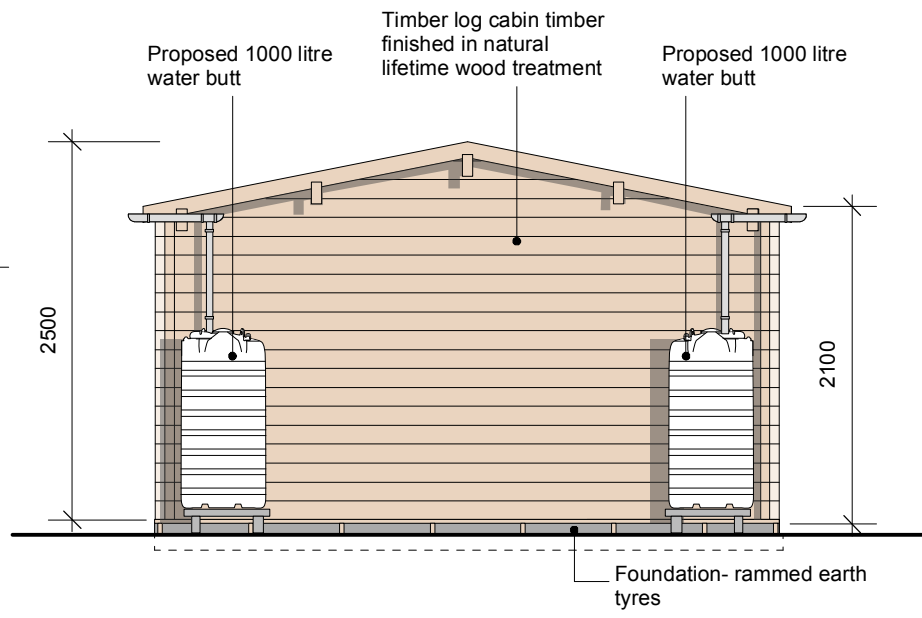 Timber log cabin timber
finished in natural
lifetime wood treatment
Proposed 1000 litre
water butt
Proposed 1000 litre
water butt
2500
2100
Foundation- rammed earth
tyres